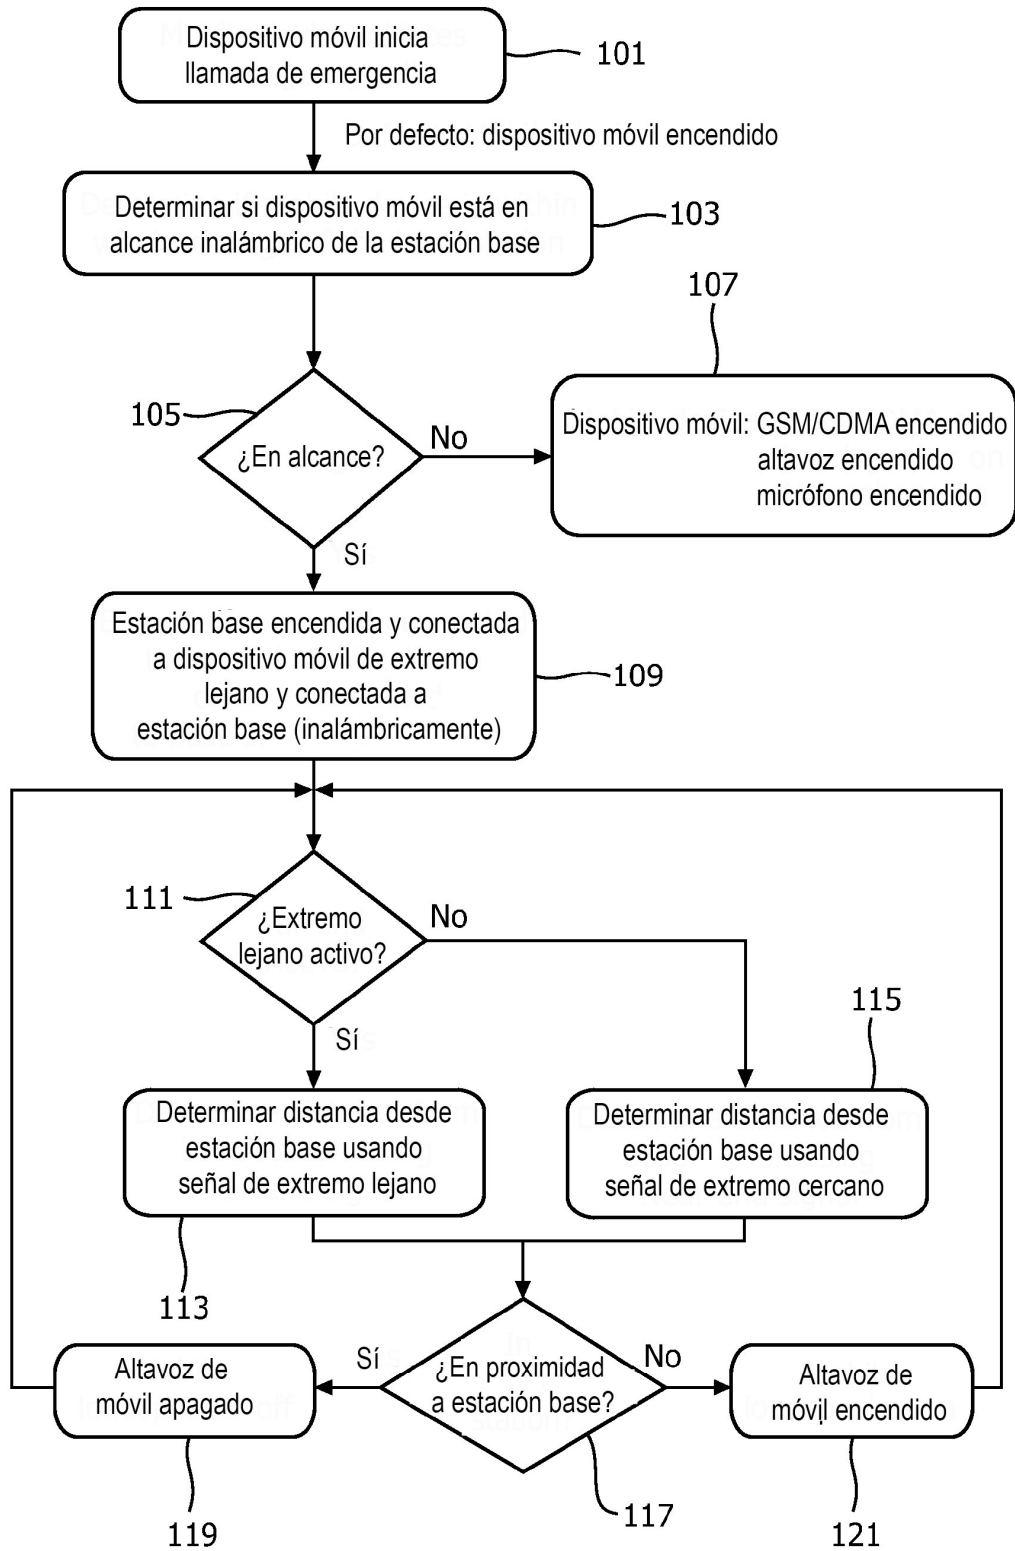 Dispositivo móvil inicia
llamada de emergencia
101
Por defecto: dispositivo móvil encendido
Determinar si dispositivo móvil está en
alcance inalámbrico de la estación base
103
107
105
¿En alcance?
No
Dispositivo móvil: GSM/CDMA encendido
altavoz encendido
micrófono encendido
Sí
Estación base encendida y conectada
a dispositivo móvil de extremo
lejano y conectada a
estación base (inalámbricamente)
109
111
¿Extremo
lejano activo?
No
Sí
115
Determinar distancia desde
estación base usando
señal de extremo lejano
Determinar distancia desde
estación base usando
señal de extremo cercano
113
Altavoz de
móvil apagado
Sí
¿En proximidad
a estación base?
No
Altavoz de
móvil encendido
119
117
121